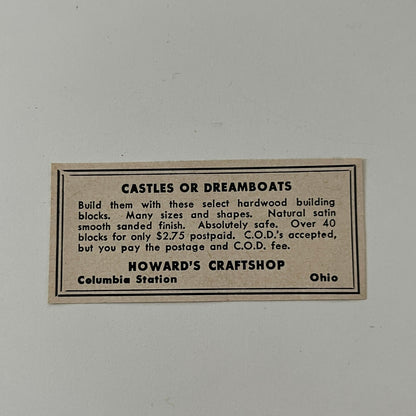 CASTLES OR DREAMBOATS
Build them with these select hardwood building
blocks. Many sizes and shapes. Natural satin
smooth sanded finish. Absolutely safe. Over 40
blocks for only $2.75 postpaid. C.O.D.'s accepted,
but you pay the postage and C.O.D. fee.
HOWARD'S CRAFTSHOP
Columbia Station Ohio